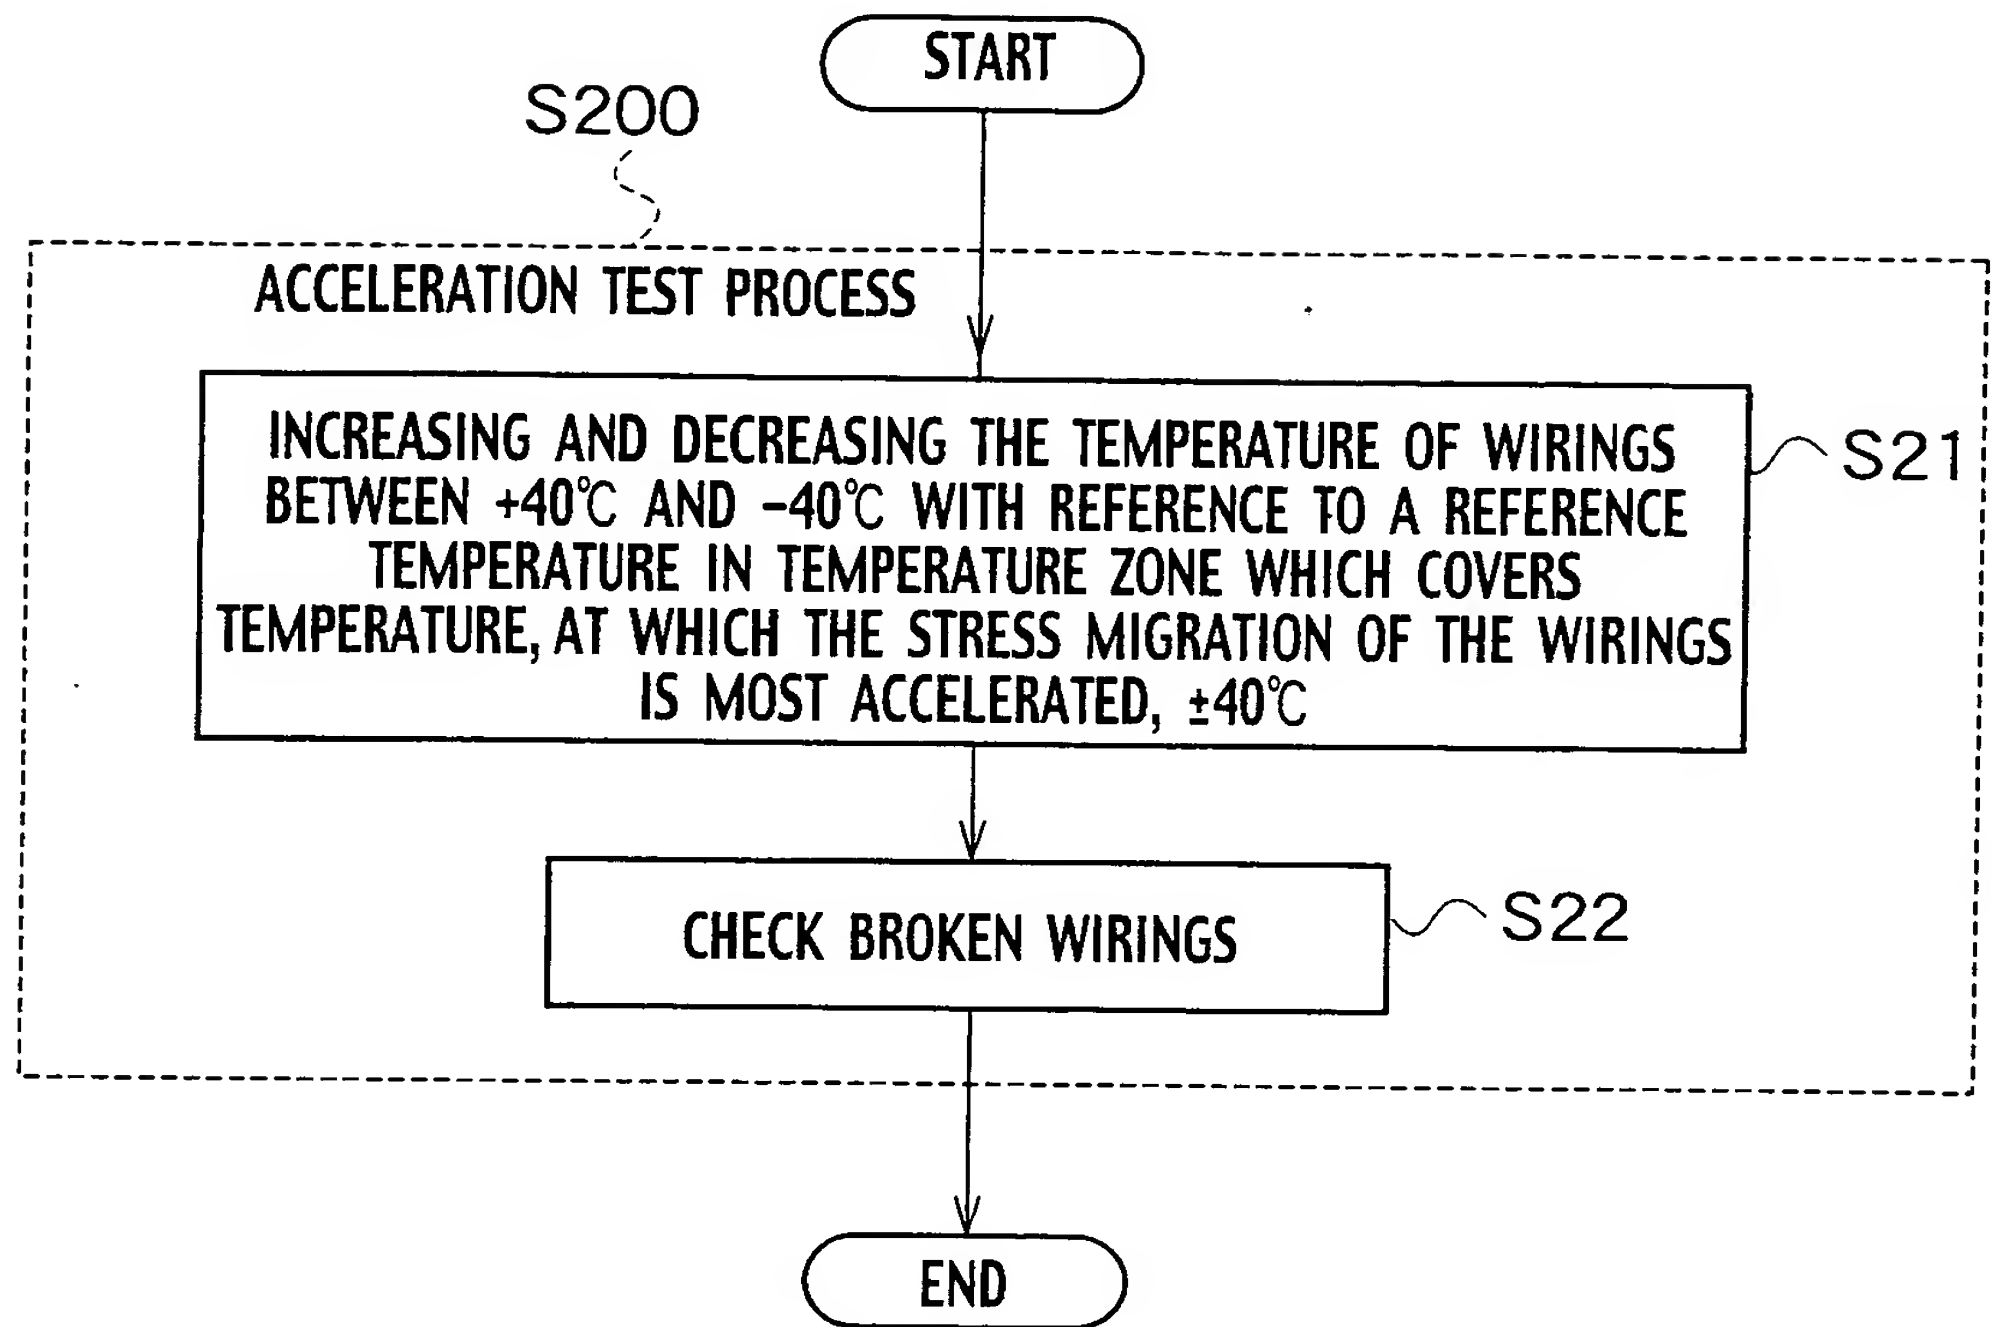 START
S200
ACCELERATION TEST PROCESS
INCREASING AND DECREASING THE TEMPERATURE OF WIRINGS
BETWEEN +40℃ AND −40℃ WITH REFERENCE TO A REFERENCE
TEMPERATURE IN TEMPERATURE ZONE WHICH COVERS
TEMPERATURE, AT WHICH THE STRESS MIGRATION OF THE WIRINGS
IS MOST ACCELERATED, ±40℃
S21
CHECK BROKEN WIRINGS
S22
END